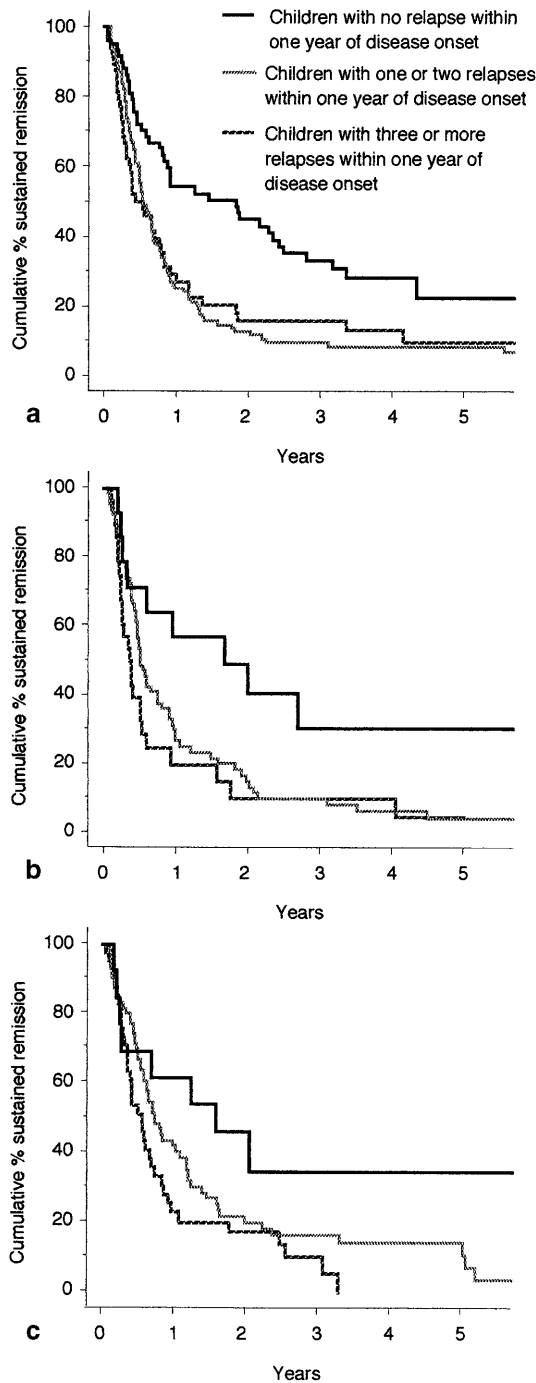 Children with no relapse within
one year of disease onset
Children with one or two relapses
within one year of disease onset
Children with three or more
relapses within one year of
disease onset
Cumulative % sustained remission
100
80
60
40
20
0
0 1 2 3 4 5
a
Years
Cumulative % sustained remission
100
80
60
40
20
0
0 1 2 3 4 5
b
Years
Cumulative % sustained remission
100
80
60
40
20
0
0 1 2 3 4 5
c
Years